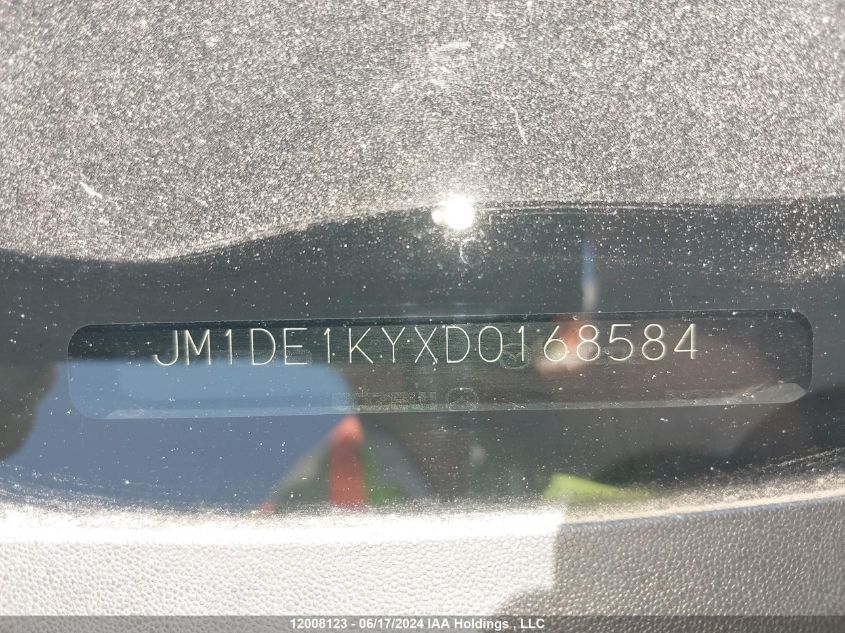 JM1DE1KYXD0168584
12008123 - 06/17/2024 IAA Holdings , LLC